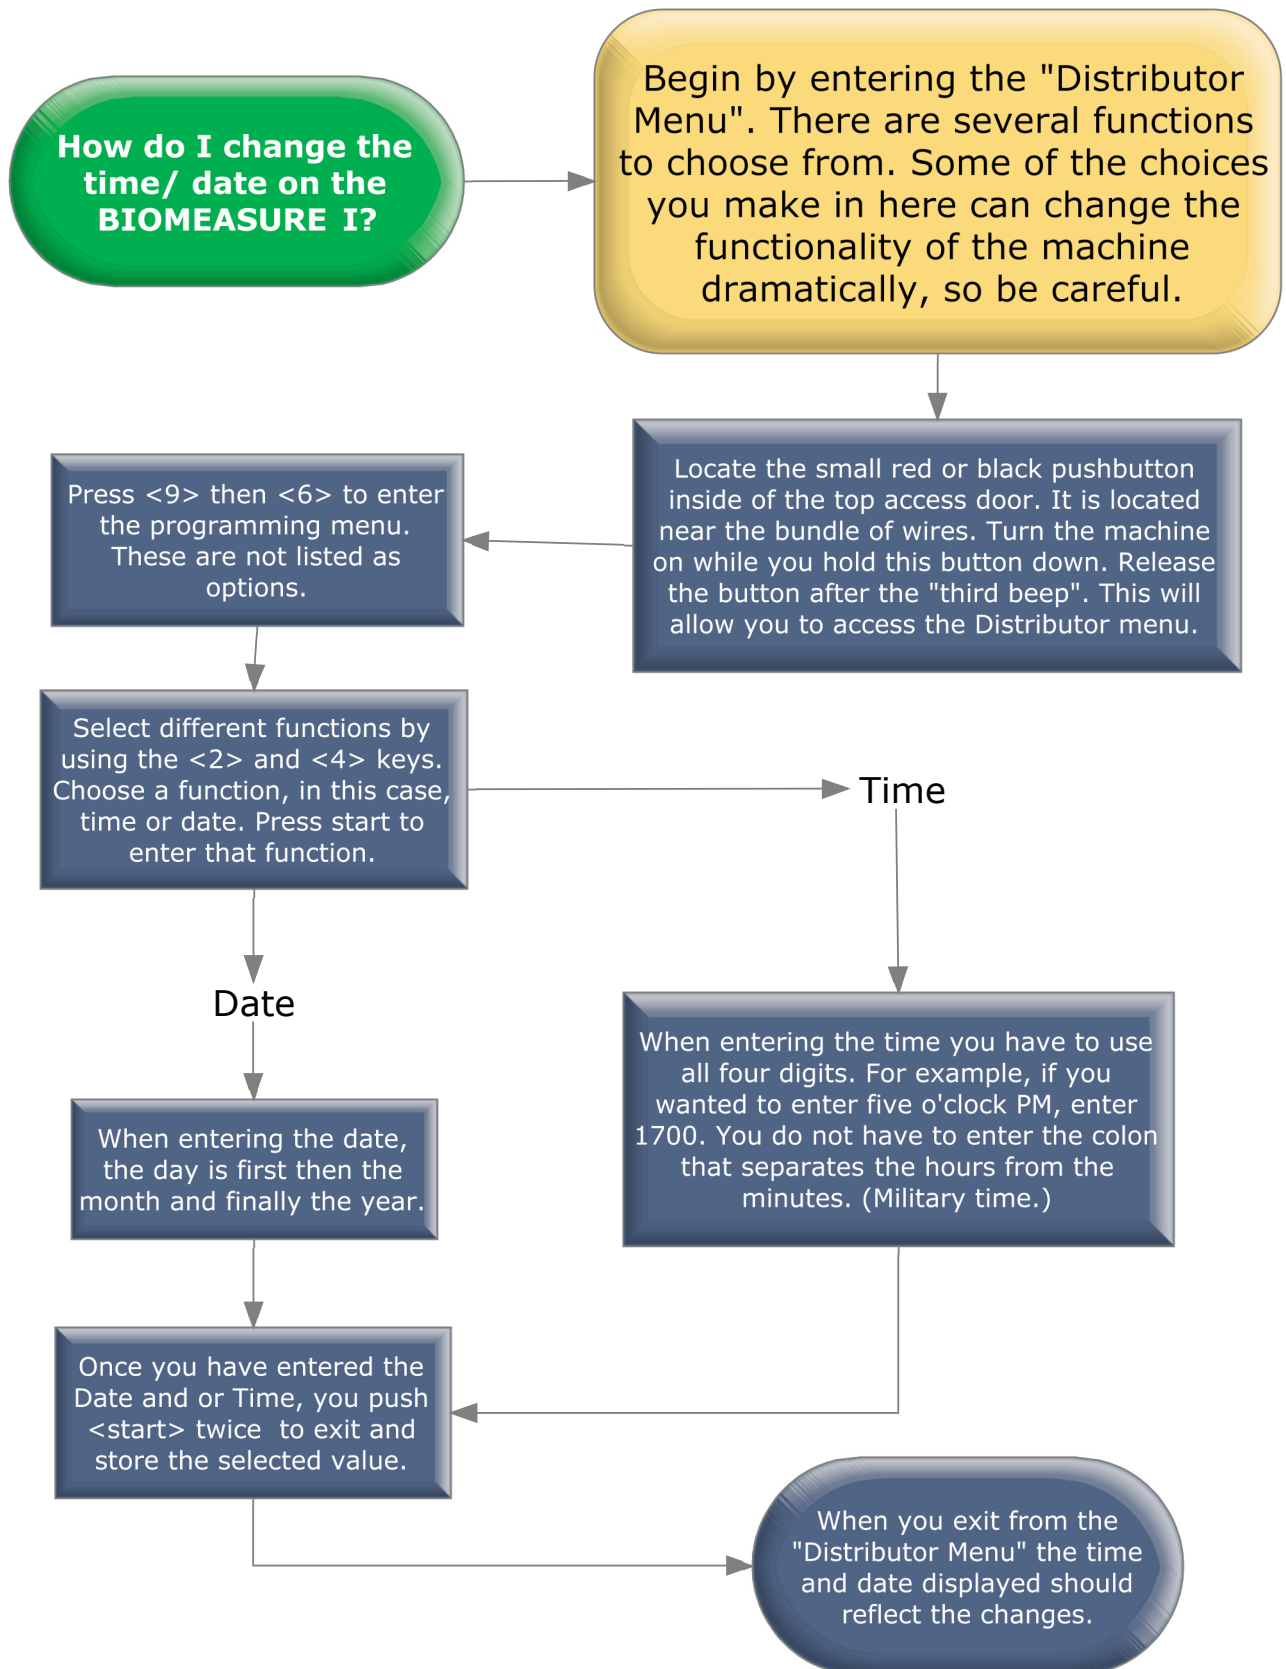 How do I change the
time/ date on the
BIOMEASURE I?
Begin by entering the "Distributor
Menu". There are several functions
to choose from. Some of the choices
you make in here can change the
functionality of the machine
dramatically, so be careful.
Locate the small red or black pushbutton
inside of the top access door. It is located
near the bundle of wires. Turn the machine
on while you hold this button down. Release
the button after the "third beep". This will
allow you to access the Distributor menu.
Press <9> then <6> to enter
the programming menu.
These are not listed as
options.
Select different functions by
using the <2> and <4> keys.
Choose a function, in this case,
time or date. Press start to
enter that function.
Time
Date
When entering the time you have to use
all four digits. For example, if you
wanted to enter five o'clock PM, enter
1700. You do not have to enter the colon
that separates the hours from the
minutes. (Military time.)
When entering the date,
the day is first then the
month and finally the year.
Once you have entered the
Date and or Time, you push
<start> twice  to exit and
store the selected value.
When you exit from the
"Distributor Menu" the time
and date displayed should
reflect the changes.